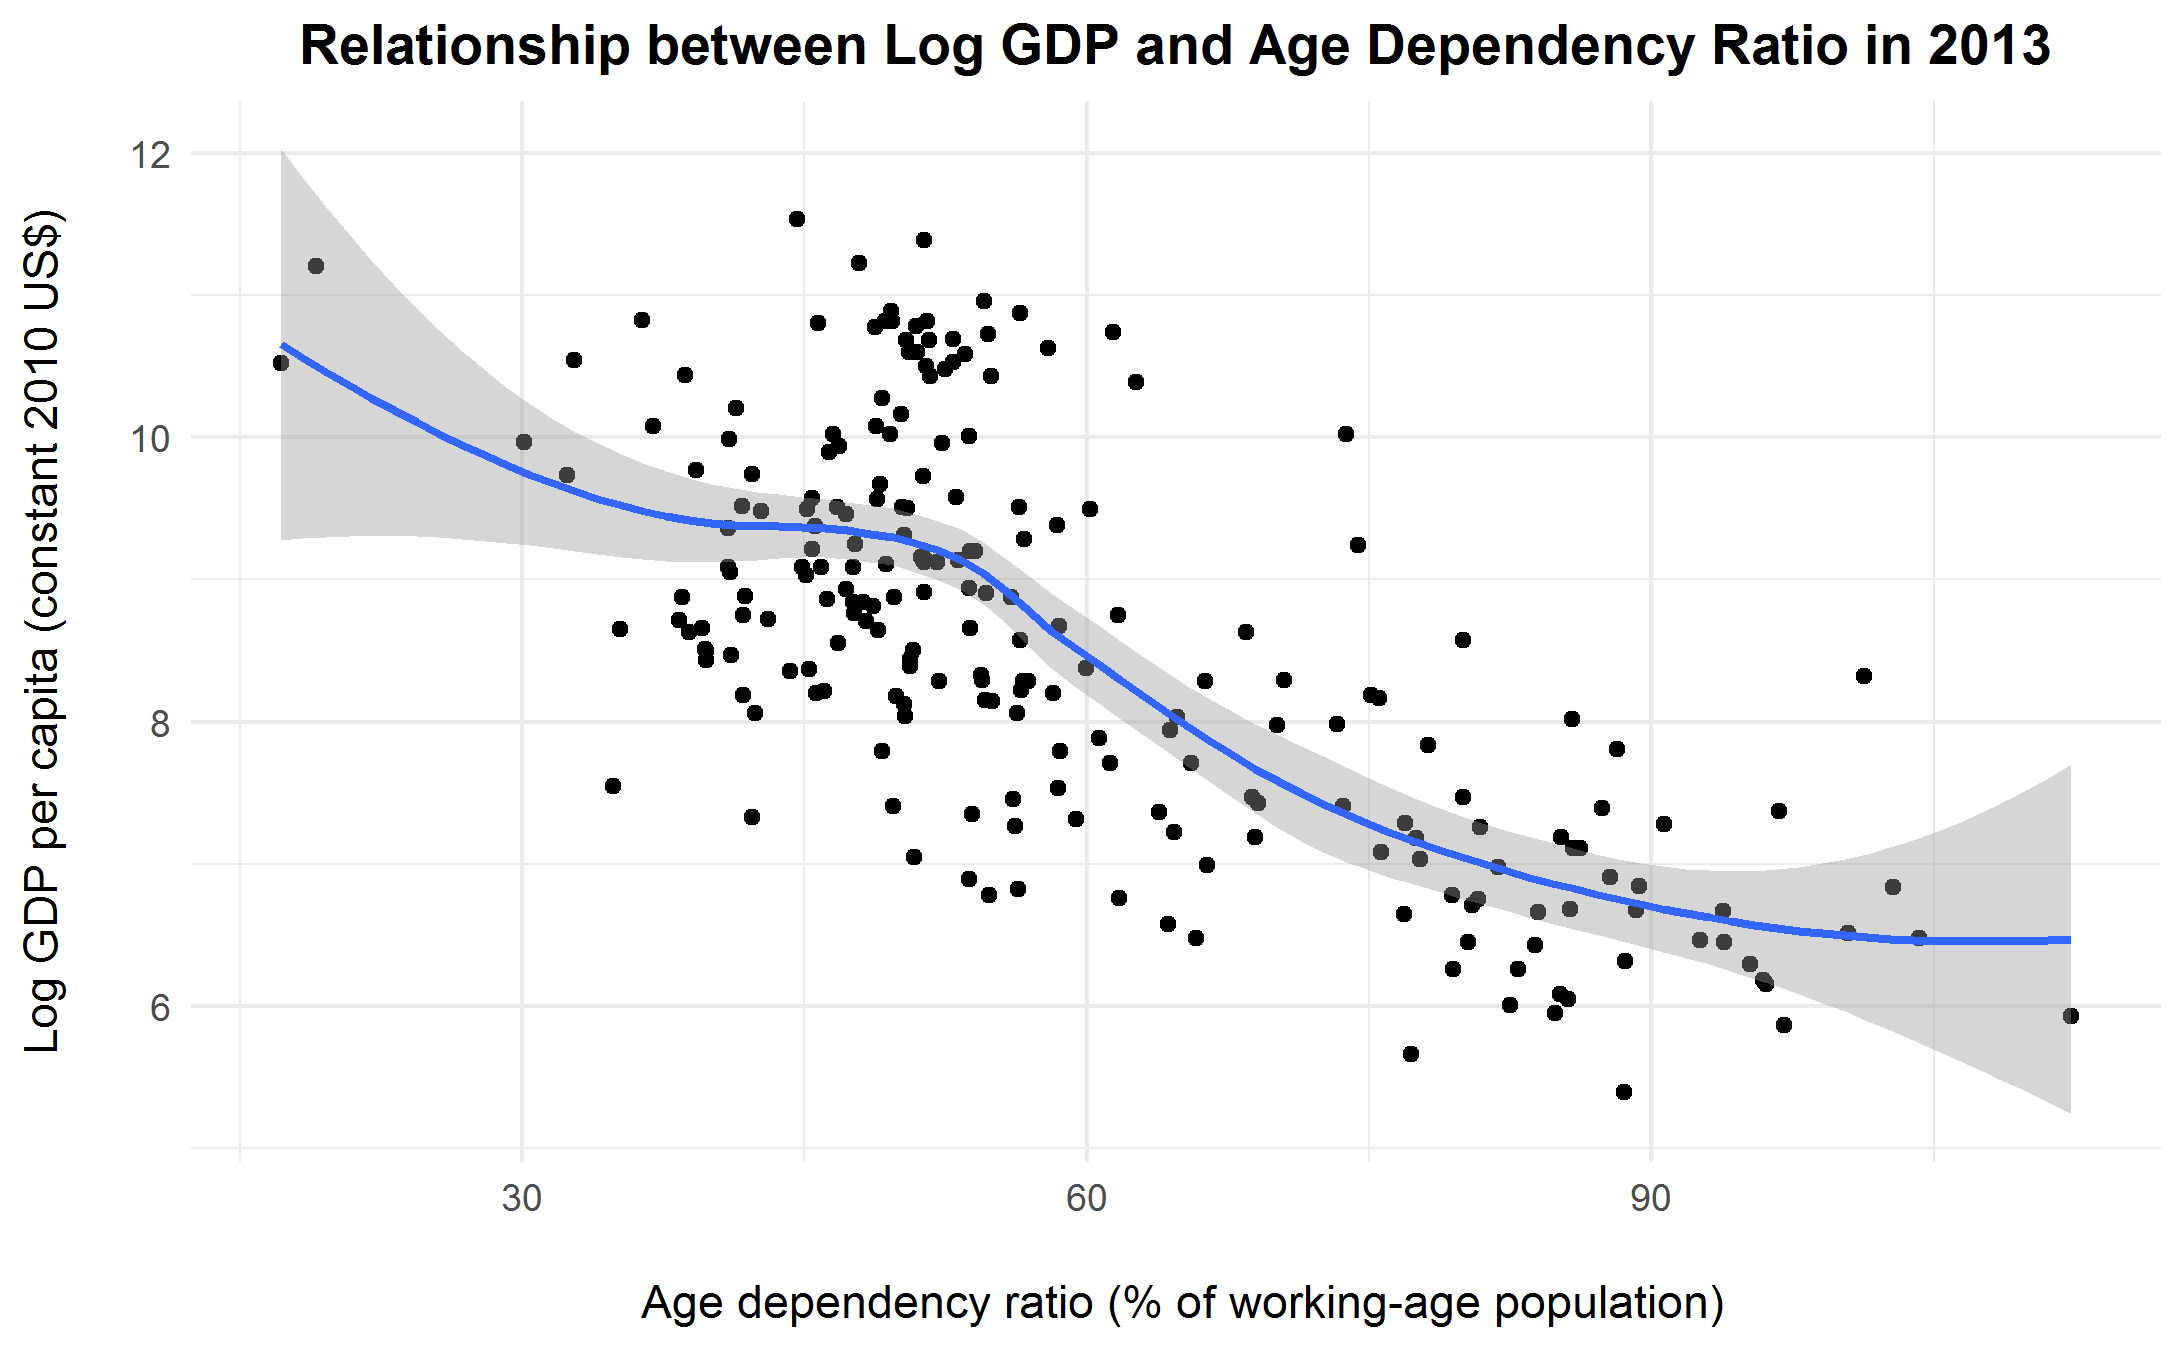 Relationship between Log GDP and Age Dependency Ratio in 2013
Log GDP per capita (constant 2010 US$)
12
10
8
6
30
60
90
Age dependency ratio (% of working-age population)